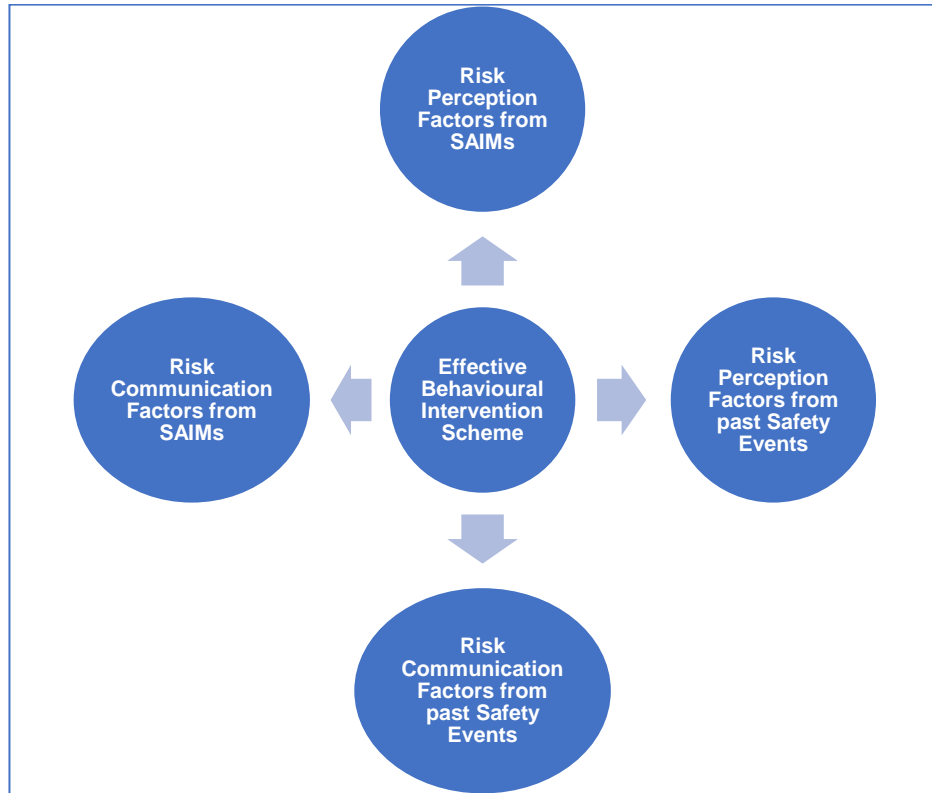 Risk
Perception
Factors from
SAIMs
Risk
Communication
Factors from
SAIMs
Effective
Behavioural
Intervention
Scheme
Risk
Perception
Factors from
past Safety
Events
Risk
Communication
Factors from
past Safety
Events